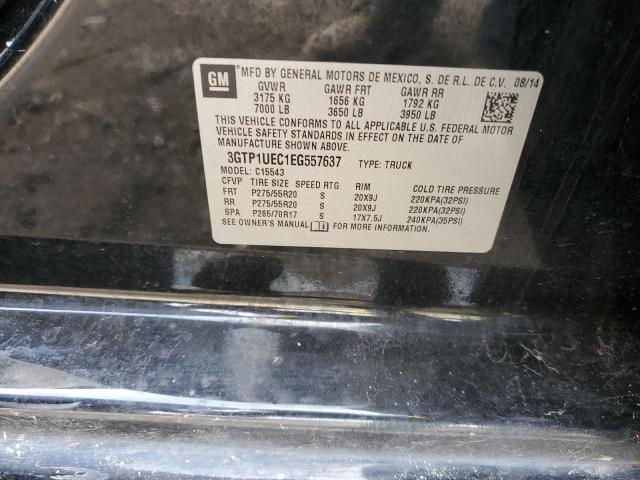 GM MFD BY GENERAL MOTORS DE MEXICO, S. DE R.L. DE C.V. 08/14
GVWR GAWR FRT GAWR RR
3175 KG 1656 KG 1792 KG
7000 LB 3650 LB 3950 LB
THIS VEHICLE CONFORMS TO ALL APPLICABLE U.S. FEDERAL MOTOR
VEHICLE SAFETY STANDARDS IN EFFECT ON THE DATE OF
MANUFACTURE SHOWN ABOVE.
3GTP1UEC1EG557637 TYPE: TRUCK
MODEL: C15543
CFVP TIRE SIZE SPEED RTG RIM COLD TIRE PRESSURE
FRT P275/55R20 S 20X9J 220KPA(32PSI)
RR P275/55R20 S 20X9J 220KPA(32PSI)
SPA P265/70R17 S 17X7.5J 240KPA(35PSI)
SEE OWNER'S MANUAL FOR MORE INFORMATION.